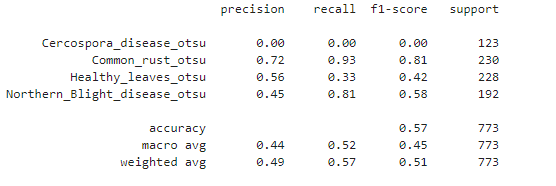 precision recall f1-score support
Cercospora_disease_otsu 0.00 0.00 0.00 123
Common_rust_otsu 0.72 0.93 0.81 230
Healthy_leaves_otsu 0.56 0.33 0.42 228
Northern_Blight_disease_otsu 0.45 0.81 0.58 192
accuracy 0.57 773
macro avg 0.44 0.52 0.45 773
weighted avg 0.49 0.57 0.51 773